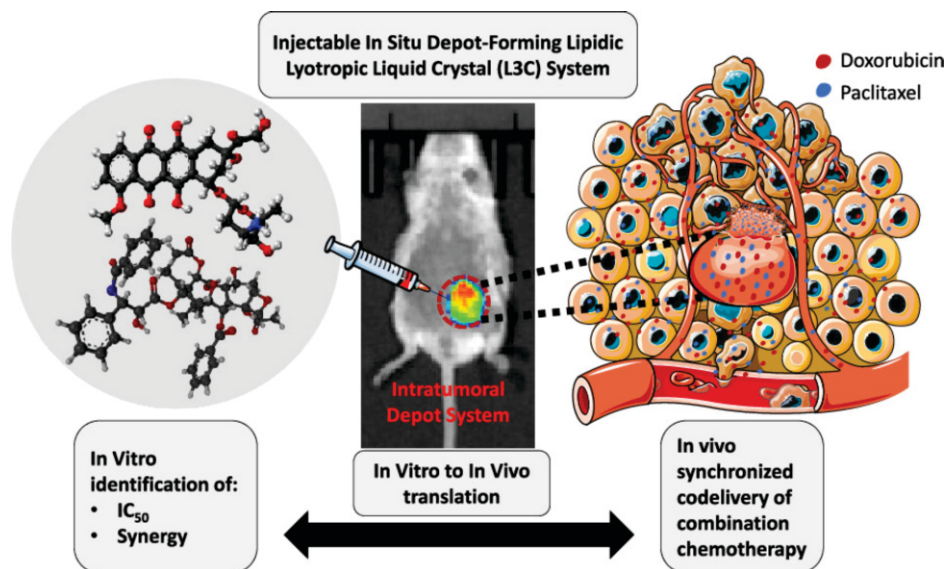 Injectable In Situ Depot-Forming Lipidic
Lyotropic Liquid Crystal (L3C) System
Doxorubicin
Paclitaxel
Intratumoral
Depot System
In Vitro
identification of:
• IC₅₀
• Synergy
In Vitro to In Vivo
translation
In vivo
synchronized
codelivery of
combination
chemotherapy